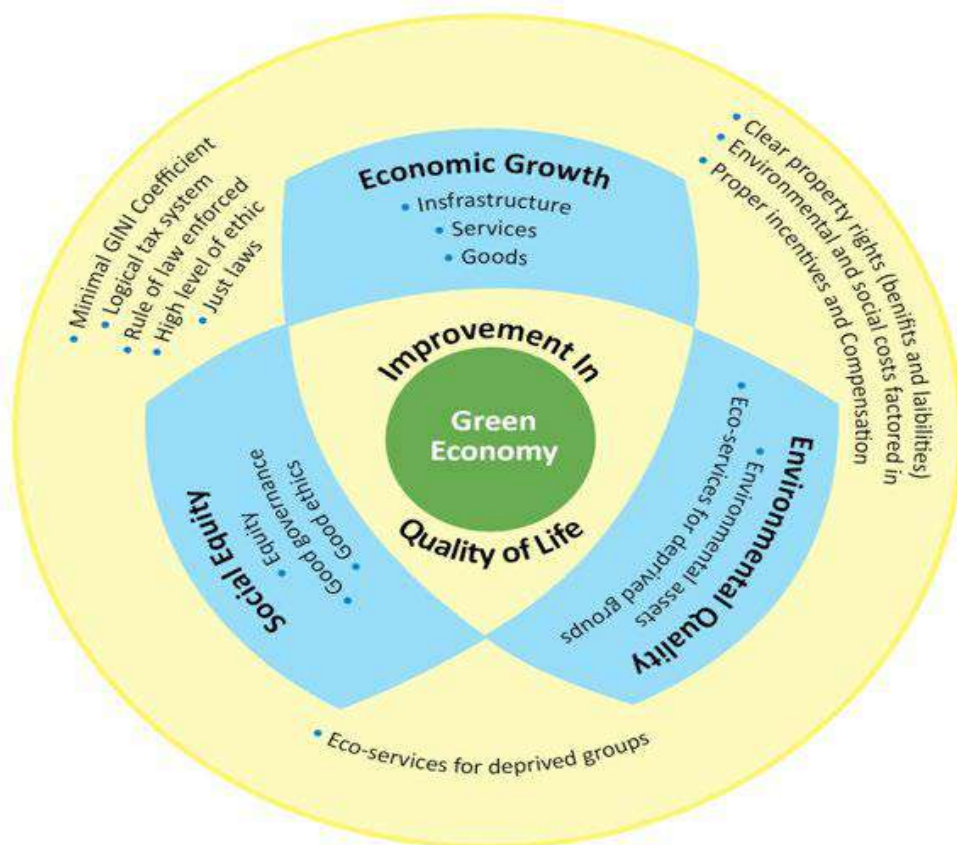 Economic Growth
• Insfrastructure
• Services
• Goods
• Minimal GINI Coefficient
• Logical tax system
• Rule of law enforced
• High level of ethic
• Just laws
• Clear property rights (benifits and laibilities)
• Environmental and social costs factored in
• Proper incentives and Compensation
Improvement In
Green
Economy
Quality of Life
Social Equity
• Equity
• Good governance
• Good ethics
Environmental Quality
• Environmental assets
• Eco-services for deprived groups
• Eco-services for deprived groups